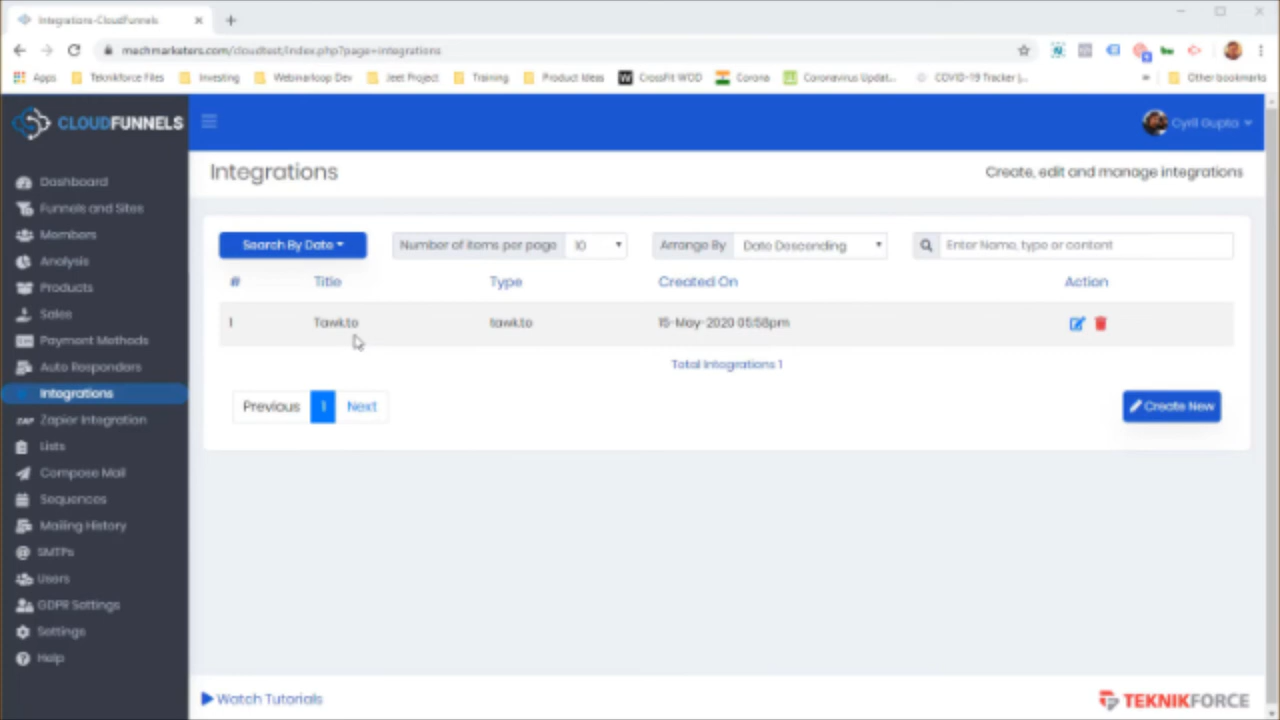 Integrations-CloudFunnels
machmarketers.com/cloudtest/index.php?page=integrations
Apps Teknikforce Files Investing Webinarloop Dev Jeet Project Training Product Ideas CrossFit WOD Corona Coronavirus Updat... COVID-19 Tracker |... » Other bookmarks
CLOUDFUNNELS
Cyril Gupta
Integrations
Create, edit and manage integrations
Dashboard
Funnels and Sites
Members
Analysis
Products
Sales
Payment Methods
Auto Responders
Integrations
ZAP Zapier Integration
Lists
Compose Mail
Sequences
Mailing History
SMTPs
Users
GDPR Settings
Settings
Help
Search By Date
Number of items per page 10
Arrange By Date Descending
Enter Name, type or content
# Title Type Created On Action
1 Tawk.to tawk.to 15-May-2020 05:58pm
Total Integrations 1
Previous 1 Next
Create New
Watch Tutorials
TEKNIKFORCE